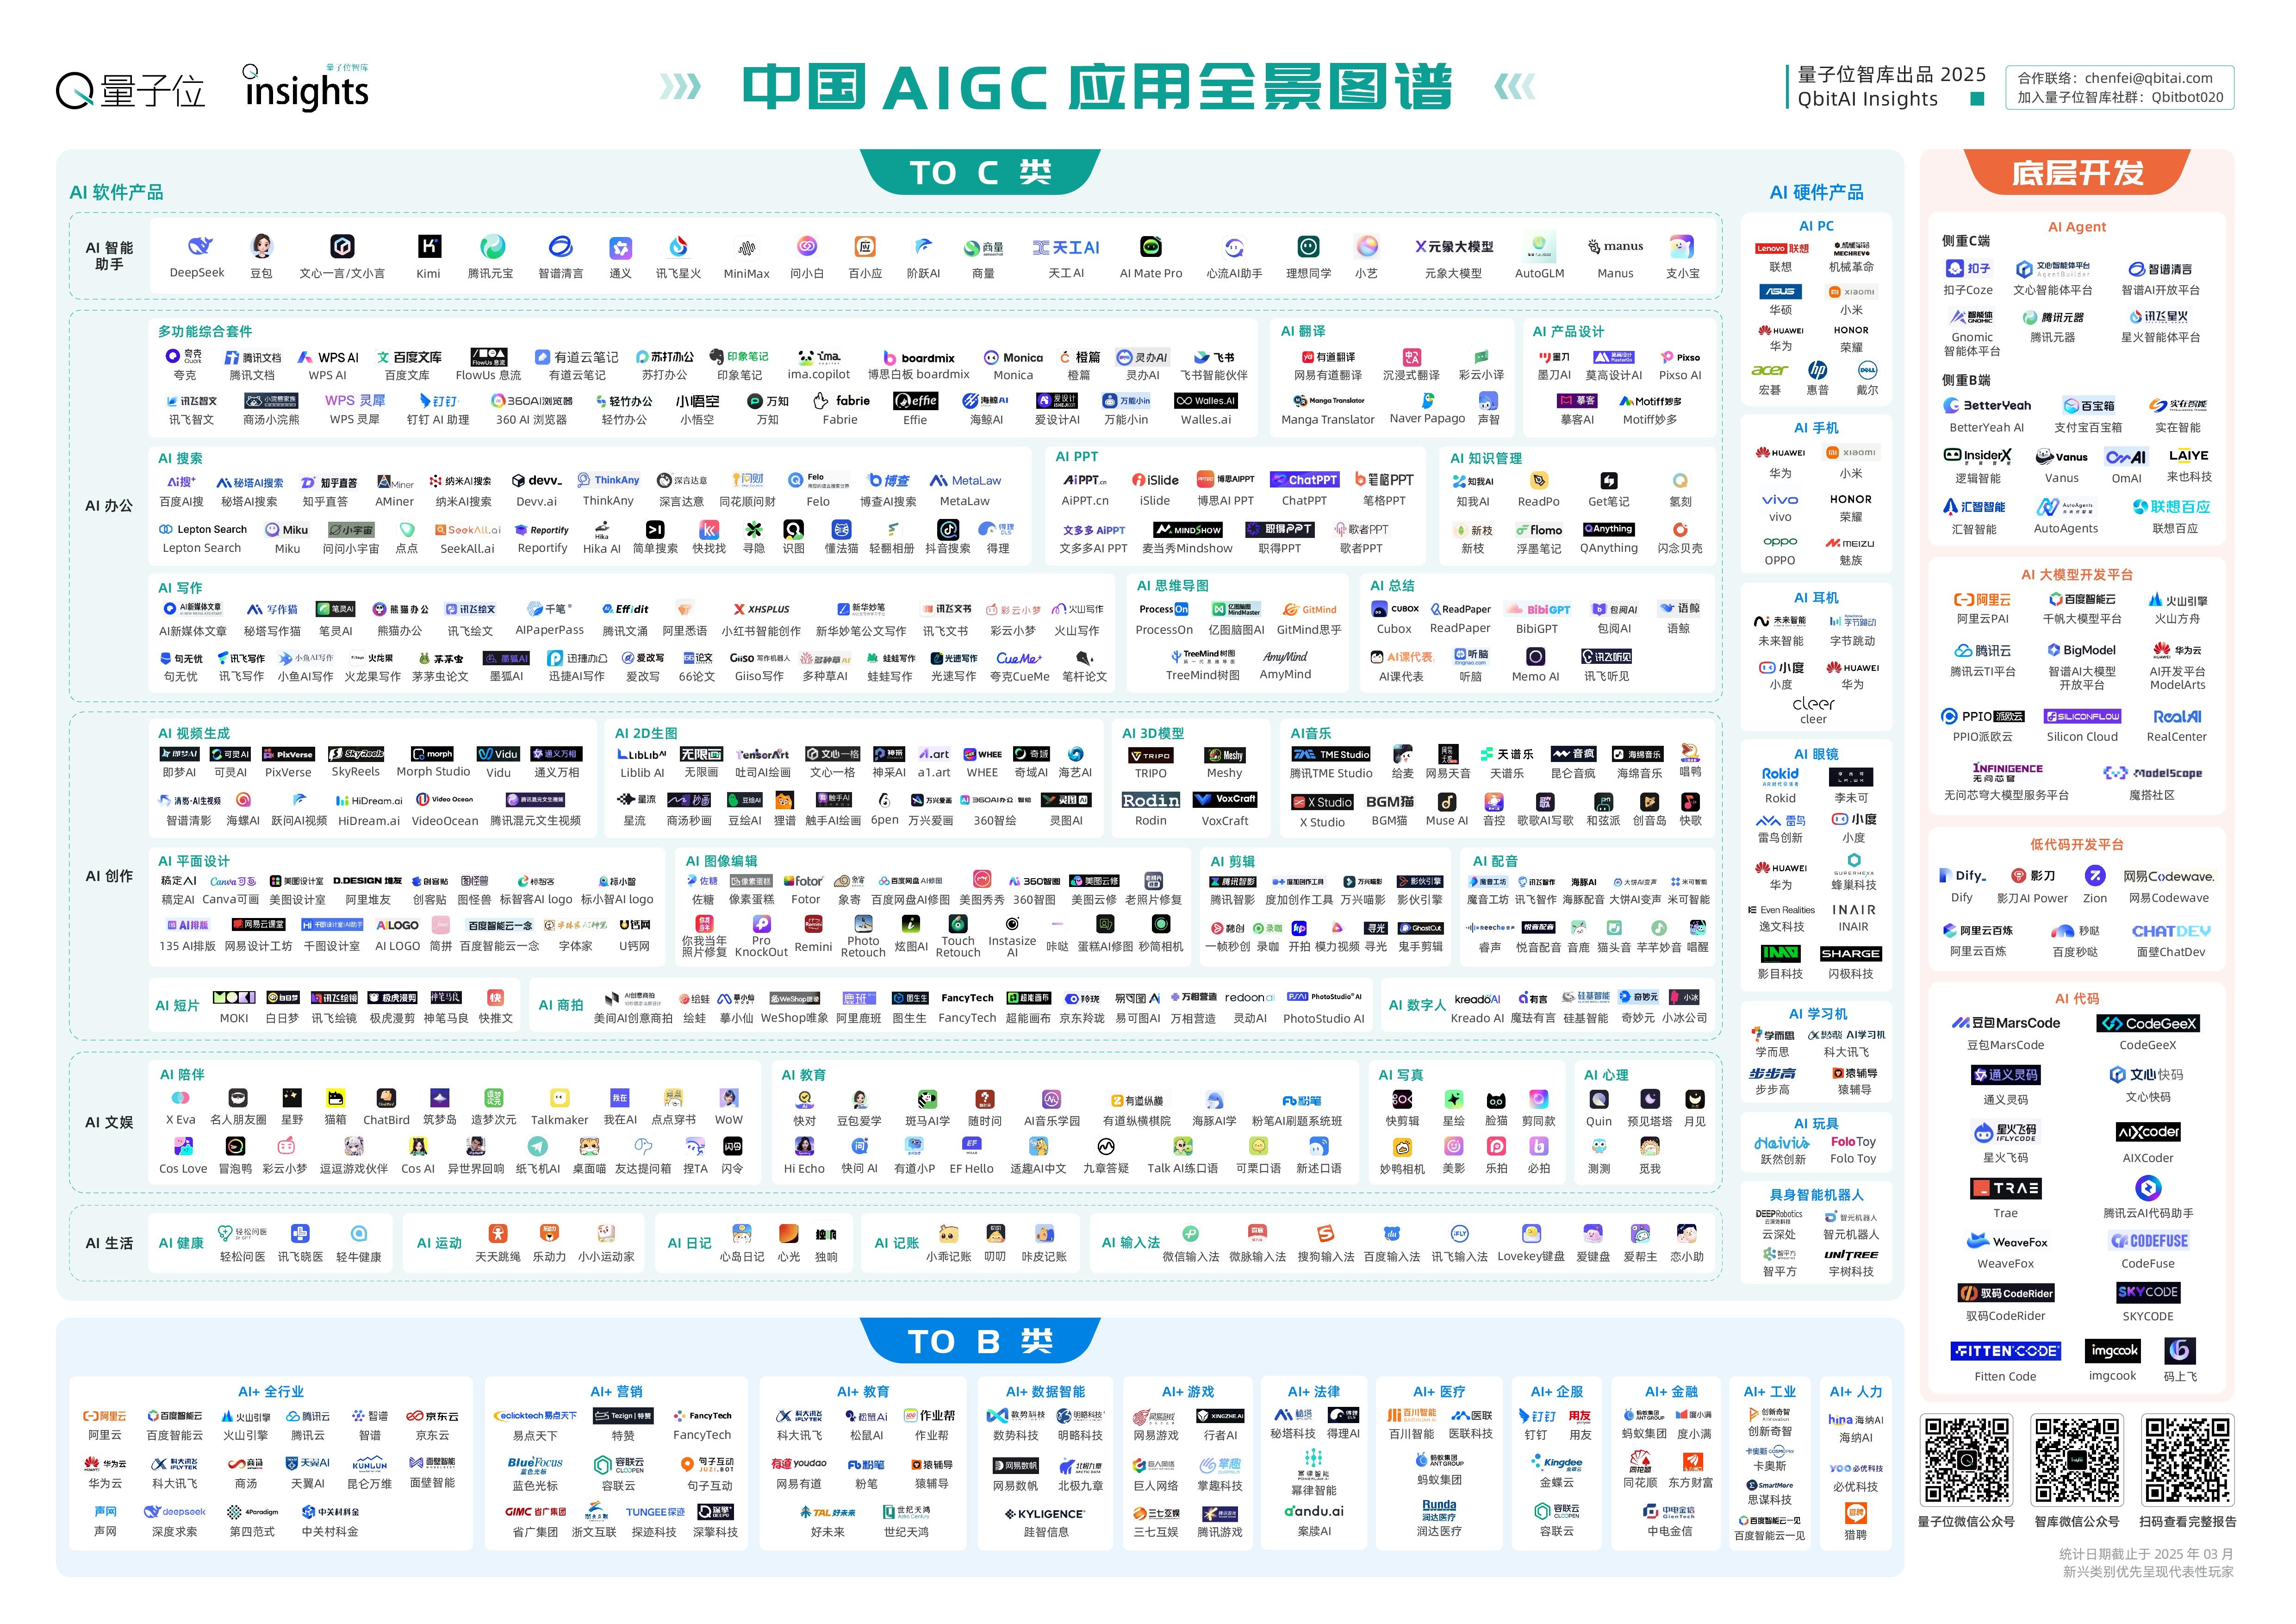 量子位
量子位智库
insights
中国 AIGC 应用全景图谱
量子位智库出品 2025
QbitAI Insights
合作联络：chenfei@qbitai.com
加入量子位智库社群：Qbitbot020
TO C 类
AI 软件产品
AI 智能助手
DeepSeek 豆包 文心一言/文小言 Kimi 腾讯元宝 智谱清言 通义 讯飞星火 MiniMax 问小白 百小应 阶跃AI 商量 天工AI AI Mate Pro 心流AI助手 理想同学 小艺 元象大模型 AutoGLM Manus 支小宝
AI 办公
多功能综合套件
夸克 腾讯文档 WPS AI 百度文库 FlowUs 息流 有道云笔记 苏打办公 印象笔记 ima.copilot 博思白板 boardmix Monica 橙篇 灵办AI 飞书智能伙伴
讯飞智文 商汤小浣熊 WPS 灵犀 钉钉 AI 助理 360 AI 浏览器 轻竹办公 小悟空 万知 Fabrie Effie 海鲸AI 爱设计AI 万能小in Walles.ai
AI 翻译
网易有道翻译 沉浸式翻译 彩云小译
Manga Translator Naver Papago 声智
AI 产品设计
墨刀AI 莫高设计AI Pixso AI
摹客AI Motiff妙多
AI 搜索
百度AI搜 秘塔AI搜索 知乎直答 AMiner 纳米AI搜索 Devv.ai ThinkAny 深言达意 同花顺问财 Felo 博查AI搜索 MetaLaw
Lepton Search Miku 问问小宇宙 点点 SeekAll.ai Reportify Hika AI 简单搜索 快找找 寻隐 识图 懂法猫 轻翻相册 抖音搜索 得理
AI PPT
AiPPT.cn iSlide 博思AI PPT ChatPPT 笔格PPT
文多多AI PPT 麦当秀Mindshow 职得PPT 歌者PPT
AI 知识管理
知我AI ReadPo Get笔记 氢刻
新枝 浮墨笔记 QAnything 闪念贝壳
AI 写作
AI新媒体文章 秘塔写作猫 笔灵AI 熊猫办公 讯飞绘文 AIPaperPass 腾讯文涌 阿里悉语 小红书智能创作 新华妙笔公文写作 讯飞文书 彩云小梦 火山写作
句无忧 讯飞写作 小鱼AI写作 火龙果写作 茅茅虫论文 墨狐AI 迅捷AI写作 爱改写 66论文 Giiso写作 多种草AI 蛙蛙写作 光速写作 夸克CueMe 笔杆论文
AI 思维导图
ProcessOn 亿图脑图AI GitMind思乎
TreeMind树图 AmyMind
AI 总结
Cubox ReadPaper BibiGPT 包阅AI 语鲸
AI课代表 听脑 Memo AI 讯飞听见
AI 创作
AI 视频生成
即梦AI 可灵AI PixVerse SkyReels Morph Studio Vidu 通义万相
智谱清影 海螺AI 跃问AI视频 HiDream.ai VideoOcean 腾讯混元文生视频
AI 2D生图
Liblib AI 无限画 吐司AI绘画 文心一格 神采AI a1.art WHEE 奇域AI 海艺AI
星流 商汤秒画 豆绘AI 狸谱 触手AI绘画 6pen 万兴爱画 360智绘 灵图AI
AI 3D模型
TRIPO Meshy
Rodin VoxCraft
AI音乐
腾讯TME Studio 给麦 网易天音 天谱乐 昆仑音疯 海绵音乐 唱鸭
X Studio BGM猫 Muse AI 音控 歌歌AI写歌 和弦派 创音岛 快歌
AI 平面设计
稿定AI Canva可画 美图设计室 阿里堆友 创客贴 图怪兽 标智客AI logo 标小智AI logo
135 AI排版 网易设计工坊 千图设计室 AI LOGO 简拼 百度智能云一念 字体家 U钙网
AI 图像编辑
佐糖 像素蛋糕 Fotor 象寄 百度网盘AI修图 美图秀秀 360智图 美图云修 老照片修复
你我当年照片修复 Pro KnockOut Remini Photo Retouch 炫图AI Touch Retouch Instasize AI 咔哒 蛋糕AI修图 秒简相机
AI 剪辑
腾讯智影 度加创作工具 万兴喵影 影伙引擎
一帧秒创 录咖 开拍 模力视频 寻光 鬼手剪辑
AI 配音
魔音工坊 讯飞智作 海豚配音 大饼AI变声 米可智能
睿声 悦音配音 音鹿 猫头音 芊芊妙音 唱醒
AI 短片
MOKI 白日梦 讯飞绘镜 极虎漫剪 神笔马良 快推文
AI 商拍
美间AI创意商拍 绘蛙 摹小仙 WeShop唯象 阿里鹿班 图生生 FancyTech 超能画布 京东羚珑 易可图AI 万相营造 灵动AI PhotoStudio AI
AI 数字人
Kreado AI 魔珐有言 硅基智能 奇妙元 小冰公司
AI 文娱
AI 陪伴
X Eva 名人朋友圈 星野 猫箱 ChatBird 筑梦岛 造梦次元 Talkmaker 我在AI 点点穿书 WoW
Cos Love 冒泡鸭 彩云小梦 逗逗游戏伙伴 Cos AI 异世界回响 纸飞机AI 桌面喵 友达提问箱 捏TA 闪令
AI 教育
快对 豆包爱学 斑马AI学 随时问 AI音乐学园 有道纵横棋院 海豚AI学 粉笔AI刷题系统班
Hi Echo 快问 AI 有道小P EF Hello 适趣AI中文 九章答疑 Talk AI练口语 可栗口语 新述口语
AI 写真
快剪辑 星绘 脸猫 剪同款
妙鸭相机 美影 乐拍 必拍
AI 心理
Quin 预见塔塔 月见
测测 觅我
AI 生活
AI 健康
轻松问医 讯飞晓医 轻牛健康
AI 运动
天天跳绳 乐动力 小小运动家
AI 日记
心岛日记 心光 独响
AI 记账
小乖记账 叨叨 咔皮记账
AI 输入法
微信输入法 微脉输入法 搜狗输入法 百度输入法 讯飞输入法 Lovekey键盘 爱键盘 爱帮主 恋小助
AI 硬件产品
AI PC
联想 机械革命
华硕 小米
华为 荣耀
宏碁 惠普 戴尔
AI 手机
华为 小米
vivo 荣耀
OPPO 魅族
AI 耳机
未来智能 字节跳动
小度 华为
cleer
AI 眼镜
Rokid 李未可
雷鸟创新 小度
华为 蜂巢科技
逸文科技 INAIR
影目科技 闪极科技
AI 学习机
学而思 科大讯飞
步步高 猿辅导
AI 玩具
跃然创新 Folo Toy
具身智能机器人
云深处 智元机器人
智平方 宇树科技
底层开发
AI Agent
侧重C端
扣子Coze 文心智能体平台 智谱AI开放平台
Gnomic智能体平台 腾讯元器 星火智能体平台
侧重B端
BetterYeah AI 支付宝百宝箱 实在智能
逻辑智能 Vanus OmAI 来也科技
汇智智能 AutoAgents 联想百应
AI 大模型开发平台
阿里云PAI 千帆大模型平台 火山方舟
腾讯云TI平台 智谱AI大模型开放平台 AI开发平台ModelArts
PPIO派欧云 Silicon Cloud RealCenter
无问芯穹大模型服务平台 魔搭社区
低代码开发平台
Dify 影刀AI Power Zion 网易Codewave
阿里云百炼 百度秒哒 面壁ChatDev
AI 代码
豆包MarsCode CodeGeeX
通义灵码 文心快码
星火飞码 AIXCoder
Trae 腾讯云AI代码助手
WeaveFox CodeFuse
驭码CodeRider SKYCODE
Fitten Code imgcook 码上飞
TO B 类
AI+ 全行业
阿里云 百度智能云 火山引擎 腾讯云 智谱 京东云
华为云 科大讯飞 商汤 天翼AI 昆仑万维 面壁智能
声网 深度求索 第四范式 中关村科金
AI+ 营销
易点天下 特赞 FancyTech
蓝色光标 容联云 句子互动
省广集团 浙文互联 探迹科技 深擎科技
AI+ 教育
科大讯飞 松鼠AI 作业帮
网易有道 粉笔 猿辅导
好未来 世纪天鸿
AI+ 数据智能
数势科技 明略科技
网易数帆 北极九章
跬智信息
AI+ 游戏
网易游戏 行者AI
巨人网络 掌趣科技
三七互娱 腾讯游戏
AI+ 法律
秘塔科技 得理AI
幂律智能
案牍AI
AI+ 医疗
百川智能 医联科技
蚂蚁集团
润达医疗
AI+ 企服
钉钉 用友
金蝶云
容联云
AI+ 金融
蚂蚁集团 度小满
同花顺 东方财富
中电金信
AI+ 工业
创新奇智
卡奥斯
思谋科技
百度智能云一见
AI+ 人力
海纳AI
必优科技
猎聘
量子位微信公众号 智库微信公众号 扫码查看完整报告
统计日期截止于 2025 年 03 月
新兴类别优先呈现代表性玩家